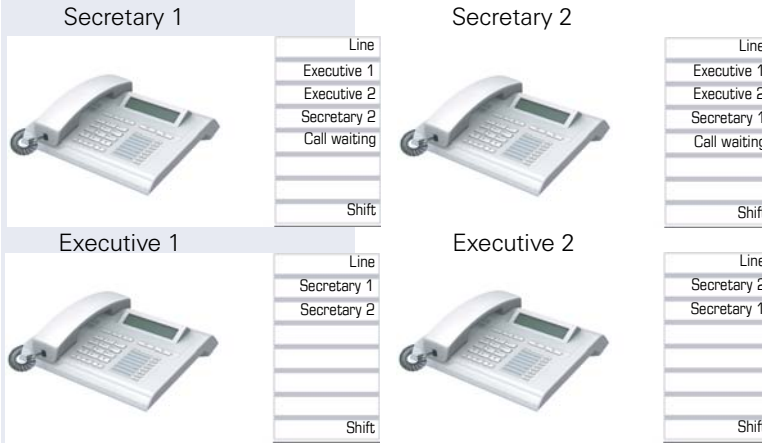 Secretary 1
Line
Executive 1
Executive 2
Secretary 2
Call waiting
Shift
Secretary 2
Line
Executive 1
Executive 2
Secretary 1
Call waiting
Shift
Executive 1
Line
Secretary 1
Secretary 2
Shift
Executive 2
Line
Secretary 2
Secretary 1
Shift